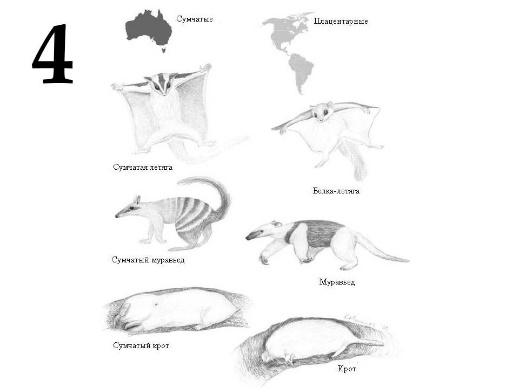 4
Сумчатые
Плацентарные
Сумчатая летяга
Белка-летяга
Сумчатый муравьед
Муравьед
Сумчатый крот
Крот